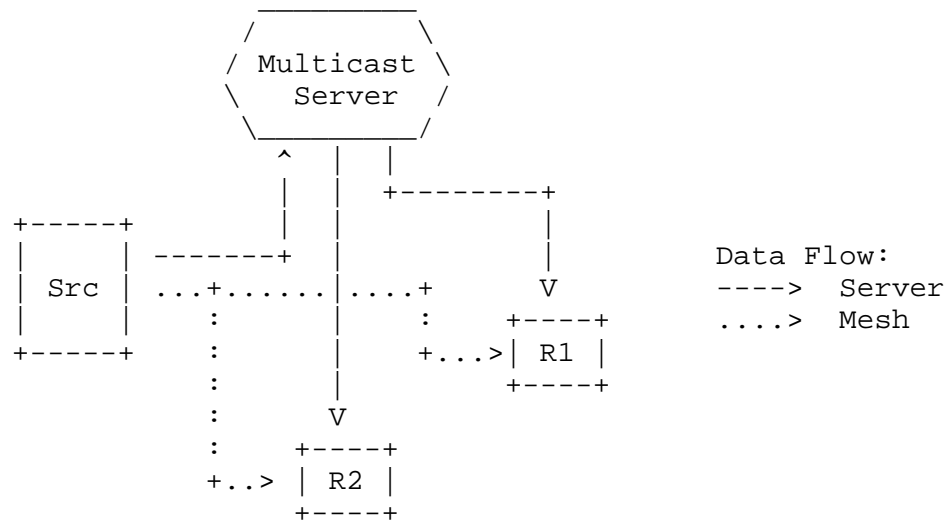 Multicast
Server
Data Flow:
Src
----> Server
....> Mesh
R1
R2